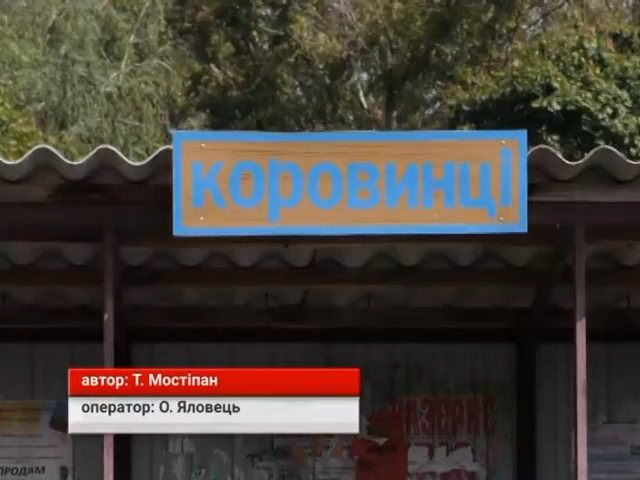 коровинці
автор: Т. Мостіпан
оператор: О. Яловець
ПРОДАМ